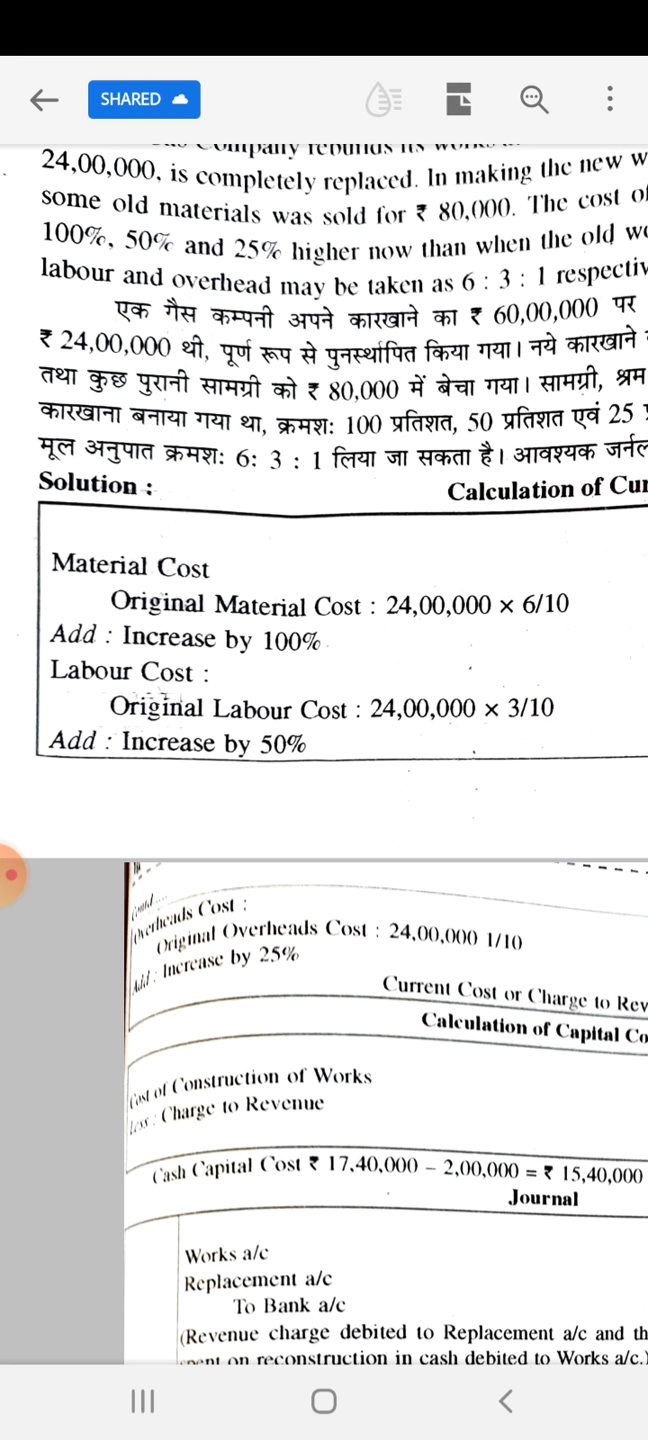 SHARED
Company rebuilds its works
24,00,000, is completely replaced. In making the new w
some old materials was sold for ₹ 80,000. The cost of
100%, 50% and 25% higher now than when the old wo
labour and overhead may be taken as 6 : 3 : 1 respectiv
एक गैस कम्पनी अपने कारखाने का ₹ 60,00,000 पर
₹ 24,00,000 थी, पूर्ण रूप से पुनर्स्थापित किया गया। नये कारखाने
तथा कुछ पुरानी सामग्री को ₹ 80,000 में बेचा गया। सामग्री, श्रम
कारखाना बनाया गया था, क्रमशः 100 प्रतिशत, 50 प्रतिशत एवं 25
मूल अनुपात क्रमशः 6: 3 : 1 लिया जा सकता है। आवश्यक जर्नल
Solution : Calculation of Cur
Material Cost
Original Material Cost : 24,00,000 × 6/10
Add : Increase by 100%
Labour Cost :
Original Labour Cost : 24,00,000 × 3/10
Add : Increase by 50%
Contd....
Overheads Cost :
Original Overheads Cost : 24,00,000 1/10
Add : Increase by 25%
Current Cost or Charge to Rev
Calculation of Capital Co
Cost of Construction of Works
Less : Charge to Revenue
Cash Capital Cost ₹ 17,40,000 – 2,00,000 = ₹ 15,40,000
Journal
Works a/c
Replacement a/c
To Bank a/c
(Revenue charge debited to Replacement a/c and th
spent on reconstruction in cash debited to Works a/c.)